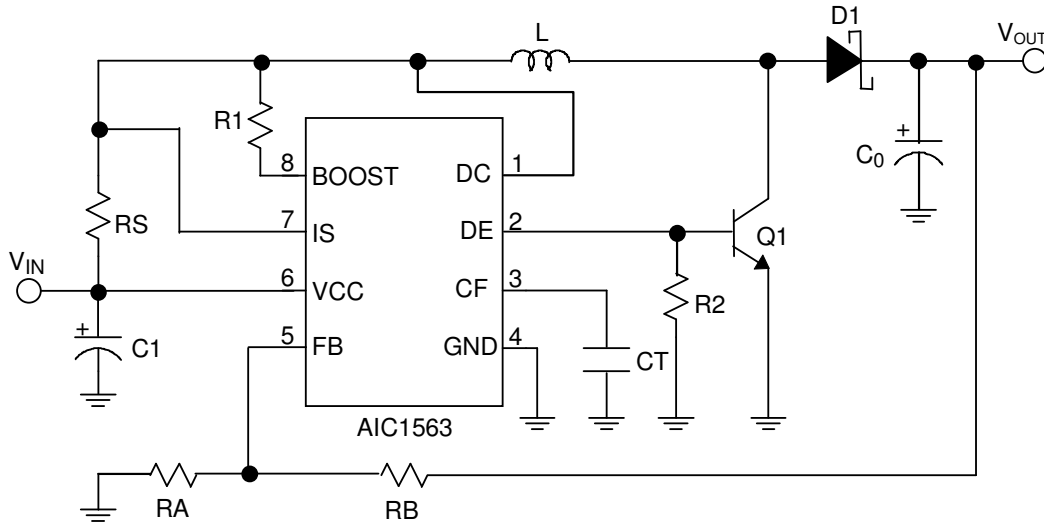 D1
L
VOUT
R1
+
C0
8 BOOST DC 1
RS
7 IS DE 2
Q1
VIN
6 VCC CF 3
R2
+
C1
5 FB GND 4
CT
AIC1563
RA
RB